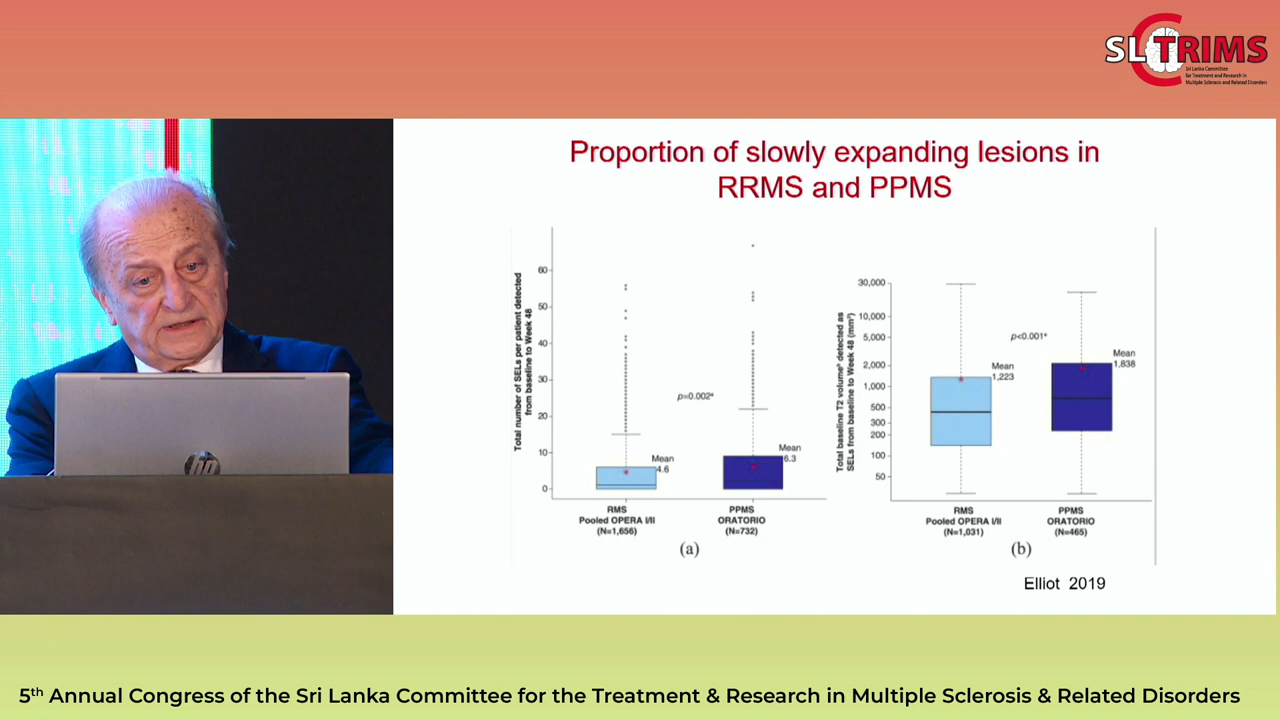 SLCTRIMS
Sri Lanka Committee
for Treatment and Research in
Multiple Sclerosis and Related Disorders
Proportion of slowly expanding lesions in
RRMS and PPMS
Total number of SELs per patient detected
from baseline to Week 48
60
50
40
30
20
10
0
p=0.002ᵃ
Mean
4.6
Mean
6.3
RMS
Pooled OPERA I/II
(N=1,656)
PPMS
ORATORIO
(N=732)
(a)
Total baseline T2 volumeᵇ detected as
SELs from baseline to Week 48 (mm³)
30,000
10,000
5,000
2,000
1,000
500
300
200
100
50
p<0.001ᵃ
Mean
1,223
Mean
1,838
RMS
Pooled OPERA I/II
(N=1,031)
PPMS
ORATORIO
(N=465)
(b)
Elliot 2019
hp
5th Annual Congress of the Sri Lanka Committee for the Treatment & Research in Multiple Sclerosis & Related Disorders